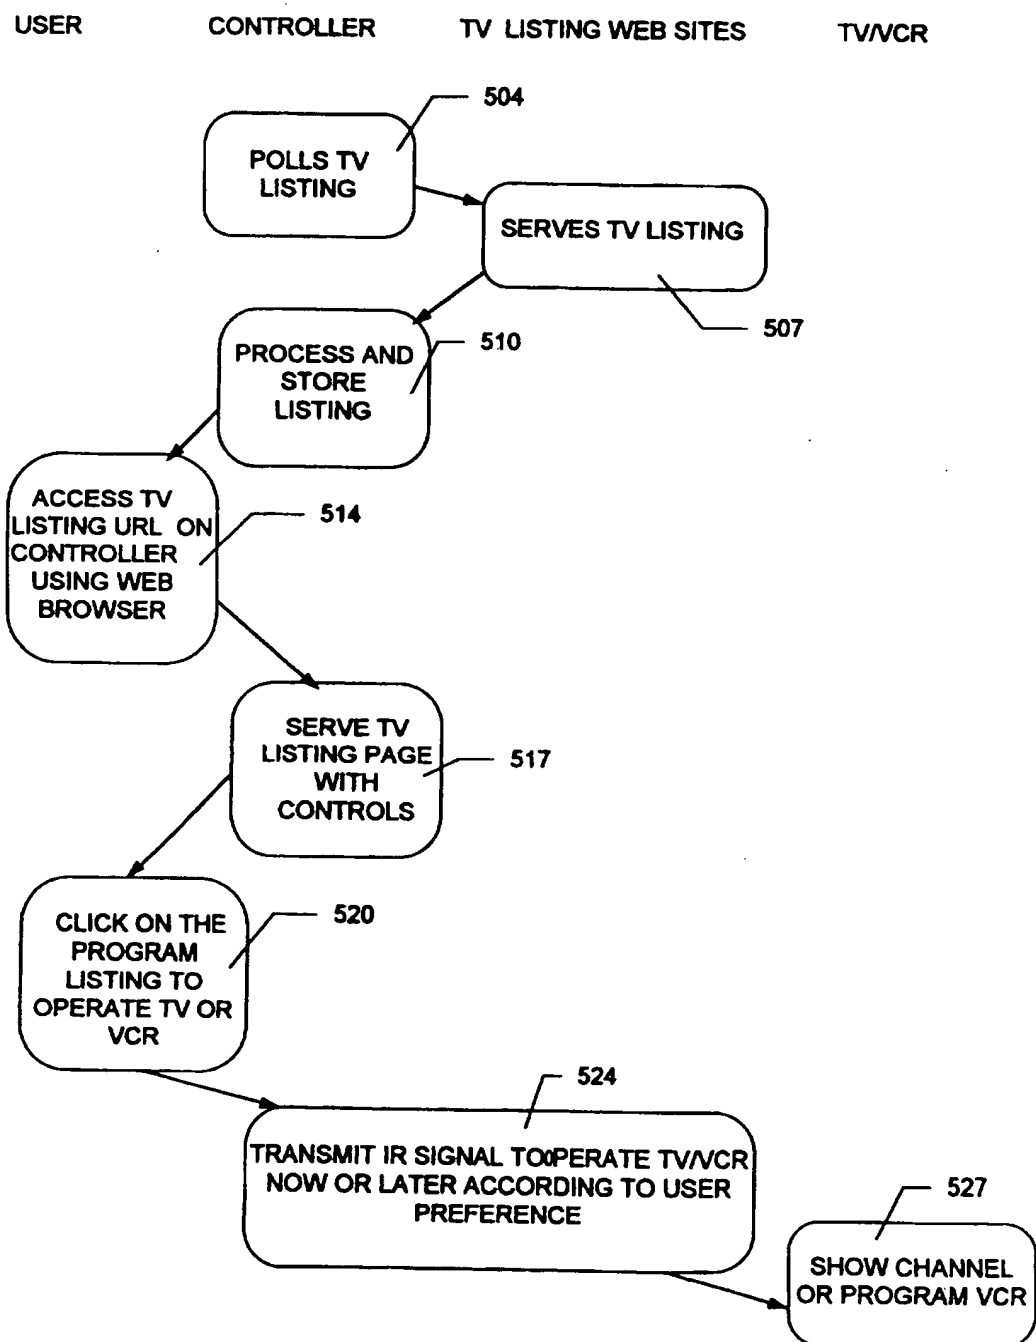 USER CONTROLLER TV LISTING WEB SITES TV/VCR
504
POLLS TV
LISTING
SERVES TV LISTING
507
510
PROCESS AND
STORE
LISTING
ACCESS TV
LISTING URL ON
CONTROLLER
USING WEB
BROWSER
514
SERVE TV
LISTING PAGE
WITH
CONTROLS
517
CLICK ON THE
PROGRAM
LISTING TO
OPERATE TV OR
VCR
520
524
TRANSMIT IR SIGNAL TO OPERATE TV/VCR
NOW OR LATER ACCORDING TO USER
PREFERENCE
527
SHOW CHANNEL
OR PROGRAM VCR